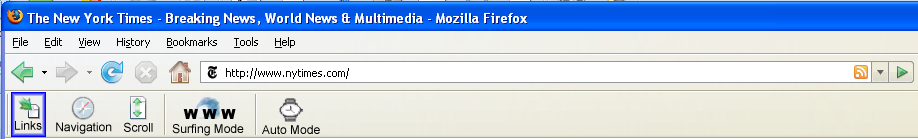 The New York Times - Breaking News, World News & Multimedia - Mozilla Firefox
File Edit View History Bookmarks Tools Help
T http://www.nytimes.com/
Links Navigation Scroll www Surfing Mode Auto Mode